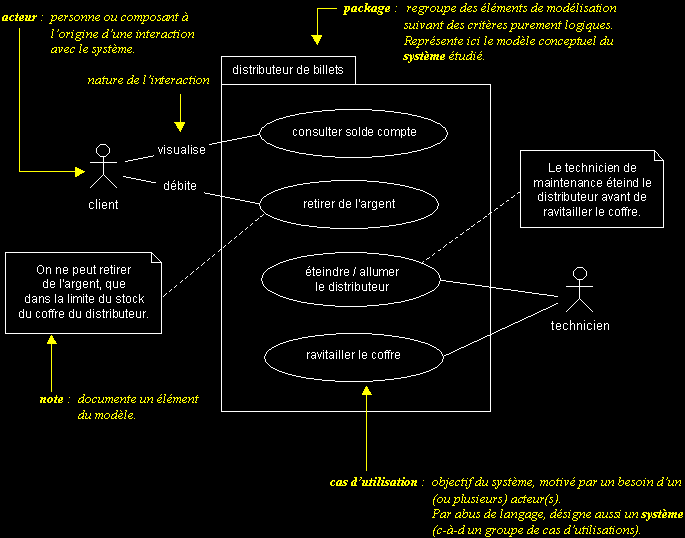 acteur : personne ou composant à
l'origine d'une interaction
avec le système.
package : regroupe des éléments de modélisation
suivant des critères purement logiques.
Représente ici le modèle conceptuel du
système étudié.
nature de l'interaction
distributeur de billets
visualise
consulter solde compte
client
débite
retirer de l'argent
Le technicien de
maintenance éteind le
distributeur avant de
ravitailler le coffre.
On ne peut retirer
de l'argent, que
dans la limite du stock
du coffre du distributeur.
éteindre / allumer
le distributeur
technicien
ravitailler le coffre
note : documente un élément
du modèle.
cas d'utilisation : objectif du système, motivé par un besoin d'un
(ou plusieurs) acteur(s).
Par abus de langage, désigne aussi un système
(c-à-d un groupe de cas d'utilisations).